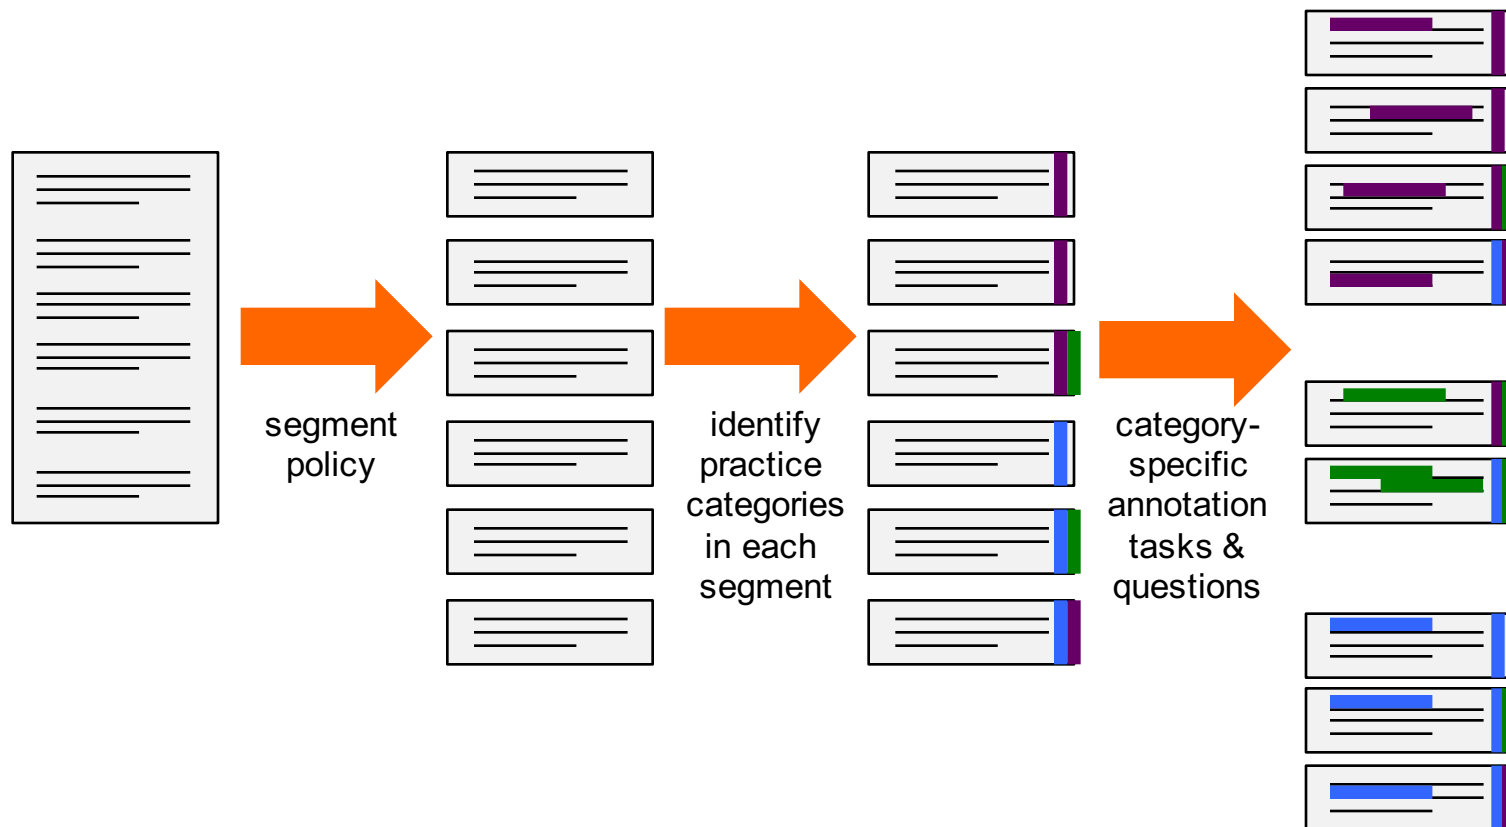 segment
policy
identify
practice
categories
in each
segment
category-
specific
annotation
tasks &
questions